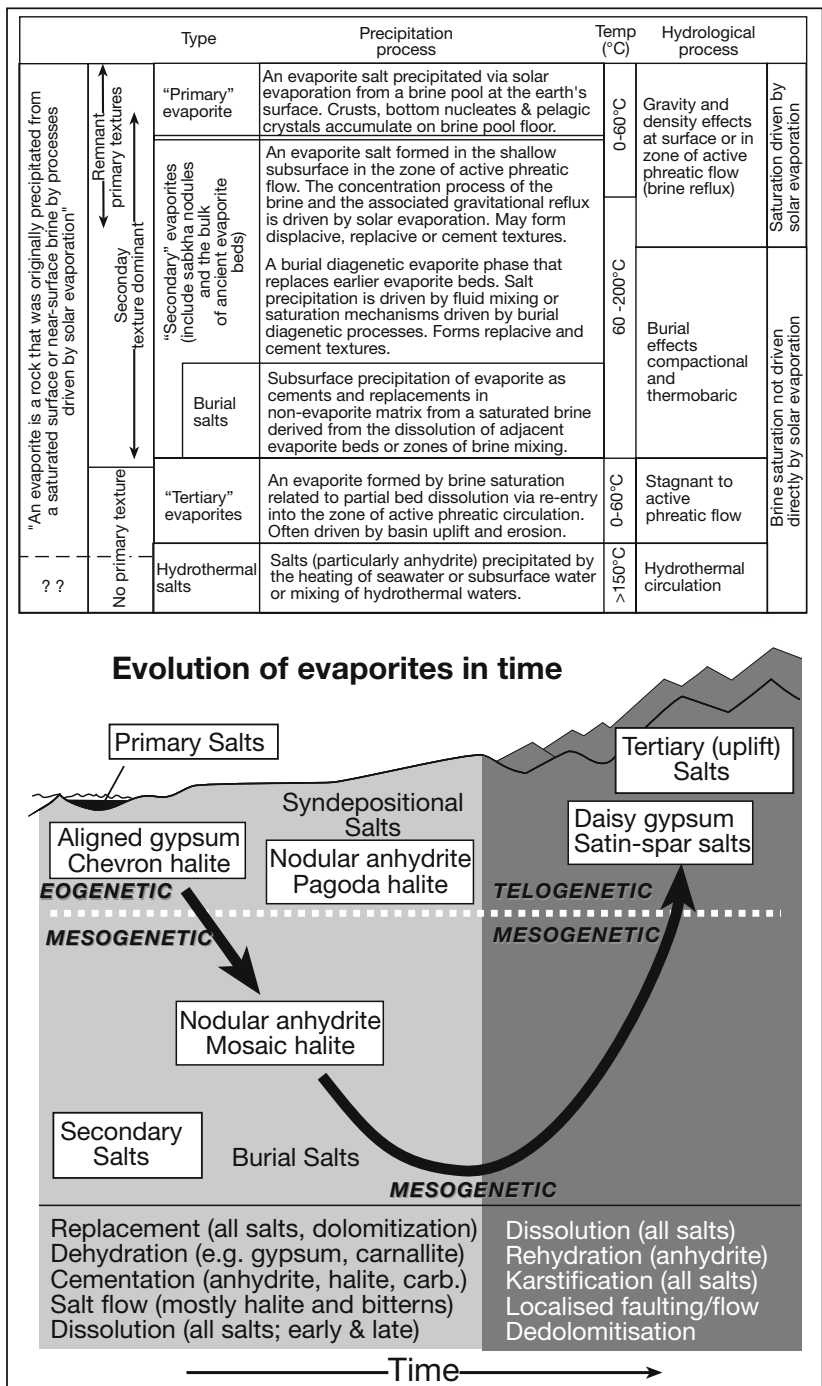 Type
Precipitation
process
Temp
(°C)
Hydrological
process
"An evaporite is a rock that was originally precipitated from
a saturated surface or near-surface brine by processes
driven by solar evaporation"
? ?
Remnant
primary textures
Seconday
texture dominant
No primary texture
"Primary"
evaporite
An evaporite salt precipitated via solar
evaporation from a brine pool at the earth's
surface. Crusts, bottom nucleates & pelagic
crystals accumulate on brine pool floor.
0-60°C
Gravity and
density effects
at surface or in
zone of active
phreatic flow
(brine reflux)
Saturation driven by
solar evaporation
"Secondary" evaporites
(include sabkha nodules
and the bulk
of ancient evaporite
beds)
An evaporite salt formed in the shallow
subsurface in the zone of active phreatic
flow. The concentration process of the
brine and the associated gravitational reflux
is driven by solar evaporation. May form
displacive, replacive or cement textures.
A burial diagenetic evaporite phase that
replaces earlier evaporite beds. Salt
precipitation is driven by fluid mixing or
saturation mechanisms driven by burial
diagenetic processes. Forms replacive and
cement textures.
60 -200°C
Burial
effects
compactional
and
thermobaric
Brine saturation not driven
directly by solar evaporation
Burial
salts
Subsurface precipitation of evaporite as
cements and replacements in
non-evaporite matrix from a saturated brine
derived from the dissolution of adjacent
evaporite beds or zones of brine mixing.
"Tertiary"
evaporites
An evaporite formed by brine saturation
related to partial bed dissolution via re-entry
into the zone of active phreatic circulation.
Often driven by basin uplift and erosion.
0-60°C
Stagnant to
active
phreatic flow
Hydrothermal
salts
Salts (particularly anhydrite) precipitated by
the heating of seawater or subsurface water
or mixing of hydrothermal waters.
>150°C
Hydrothermal
circulation
Evolution of evaporites in time
Primary Salts
Tertiary (uplift)
Salts
Syndepositional
Salts
Aligned gypsum
Chevron halite
Nodular anhydrite
Pagoda halite
Daisy gypsum
Satin-spar salts
EOGENETIC
TELOGENETIC
MESOGENETIC
MESOGENETIC
Nodular anhydrite
Mosaic halite
Secondary
Salts
Burial Salts
MESOGENETIC
Replacement (all salts, dolomitization)
Dehydration (e.g. gypsum, carnallite)
Cementation (anhydrite, halite, carb.)
Salt flow (mostly halite and bitterns)
Dissolution (all salts; early & late)
Dissolution (all salts)
Rehydration (anhydrite)
Karstification (all salts)
Localised faulting/flow
Dedolomitisation
Time